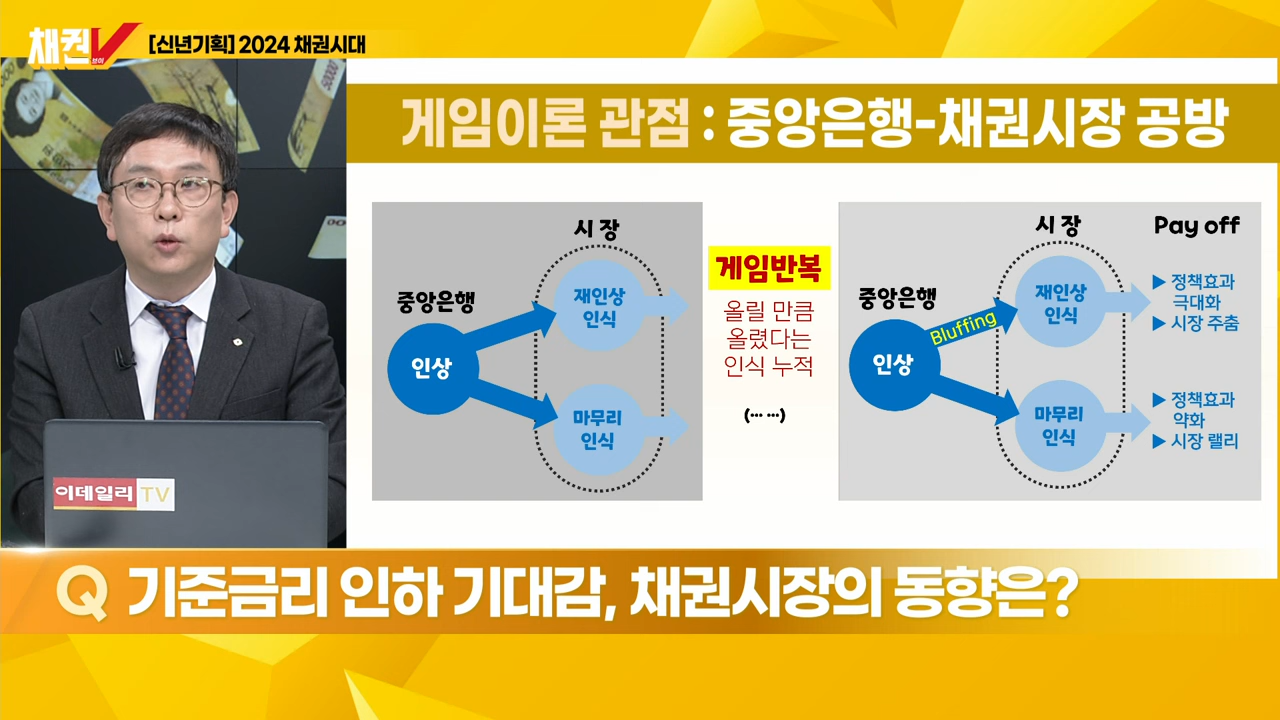 채권V
브이
[신년기획] 2024 채권시대
50000
게임이론 관점 : 중앙은행-채권시장 공방
시 장
중앙은행
인상
재인상
인식
마무리
인식
게임반복
올릴 만큼
올렸다는
인식 누적
(… …)
시 장
Pay off
중앙은행
인상
Bluffing
재인상
인식
마무리
인식
▶ 정책효과
극대화
▶ 시장 주춤
▶ 정책효과
약화
▶ 시장 랠리
이데일리 TV
Q 기준금리 인하 기대감, 채권시장의 동향은?